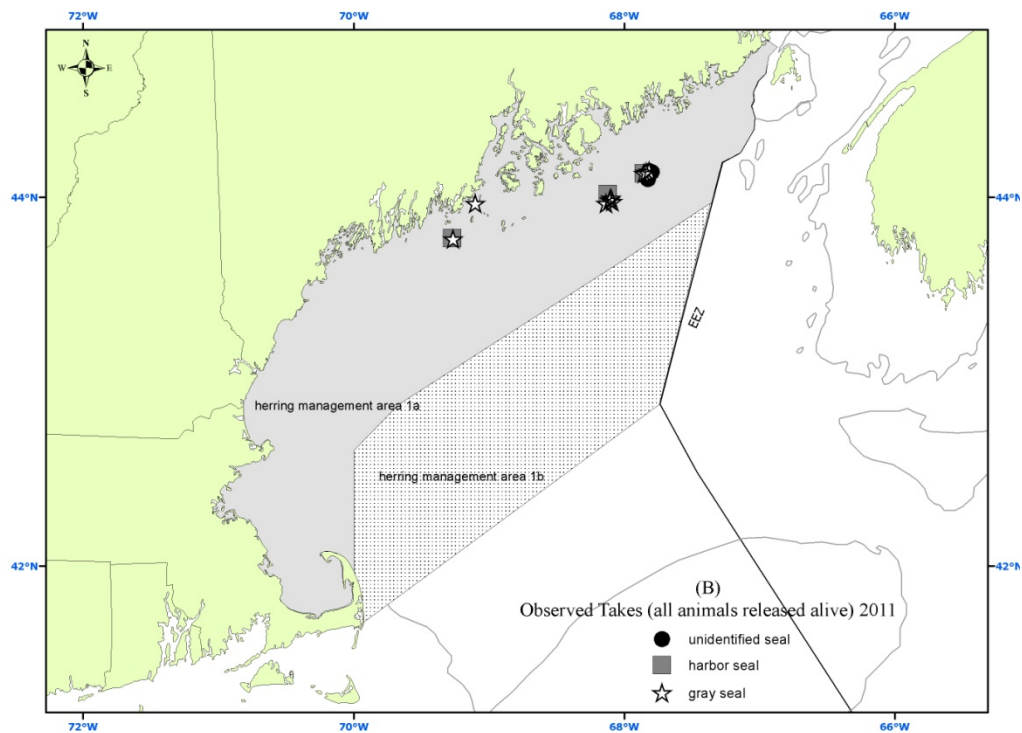 72°W 70°W 68°W 66°W
N
W E
S
44°N 44°N
EEZ
herring management area 1a
herring management area 1b
42°N 42°N
(B)
Observed Takes (all animals released alive) 2011
unidentified seal
harbor seal
gray seal
72°W 70°W 68°W 66°W